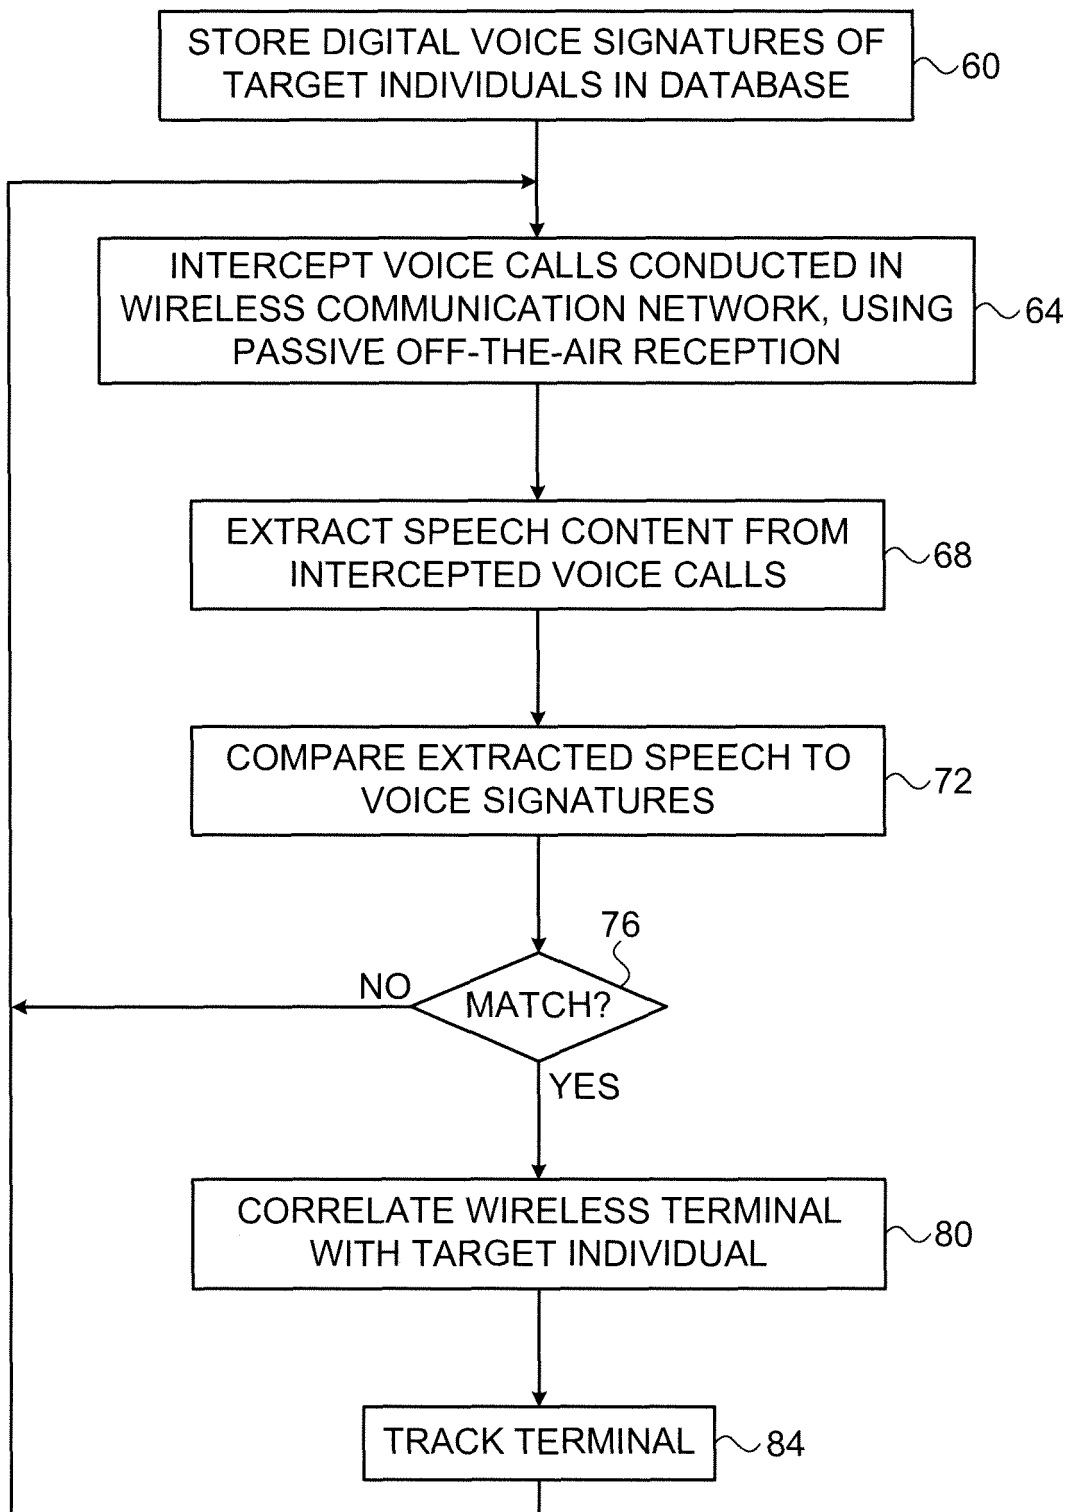 STORE DIGITAL VOICE SIGNATURES OF
TARGET INDIVIDUALS IN DATABASE
60
INTERCEPT VOICE CALLS CONDUCTED IN
WIRELESS COMMUNICATION NETWORK, USING
PASSIVE OFF-THE-AIR RECEPTION
64
EXTRACT SPEECH CONTENT FROM
INTERCEPTED VOICE CALLS
68
COMPARE EXTRACTED SPEECH TO
VOICE SIGNATURES
72
76
NO
MATCH?
YES
CORRELATE WIRELESS TERMINAL
WITH TARGET INDIVIDUAL
80
TRACK TERMINAL
84